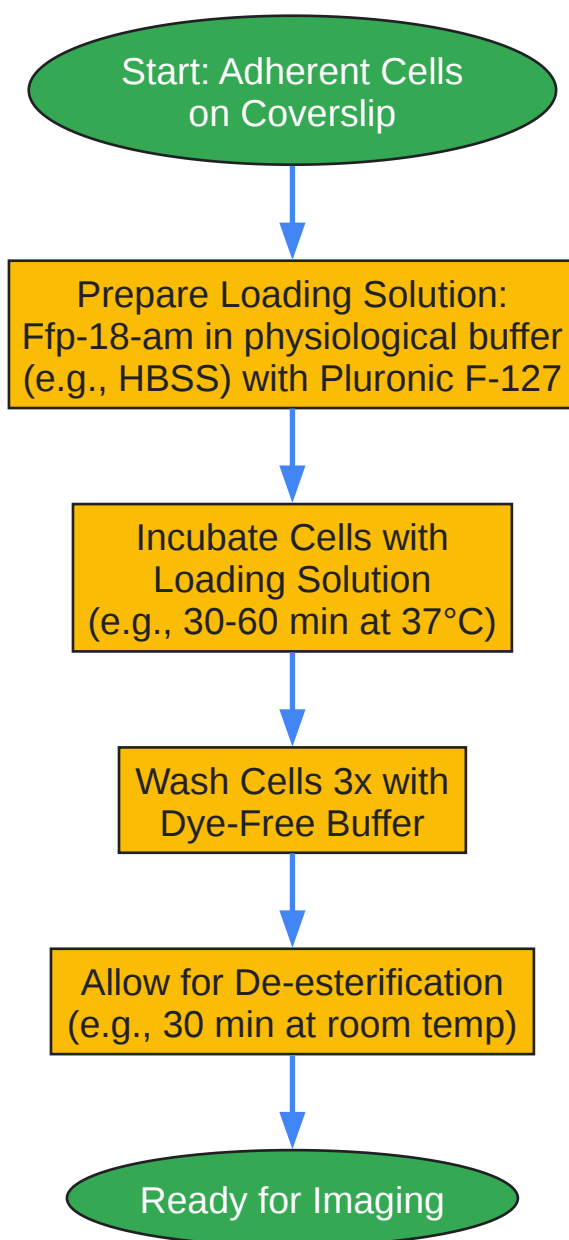 Start: Adherent Cells
on Coverslip
Prepare Loading Solution:
Ffp-18-am in physiological buffer
(e.g., HBSS) with Pluronic F-127
Incubate Cells with
Loading Solution
(e.g., 30-60 min at 37°C)
Wash Cells 3x with
Dye-Free Buffer
Allow for De-esterification
(e.g., 30 min at room temp)
Ready for Imaging